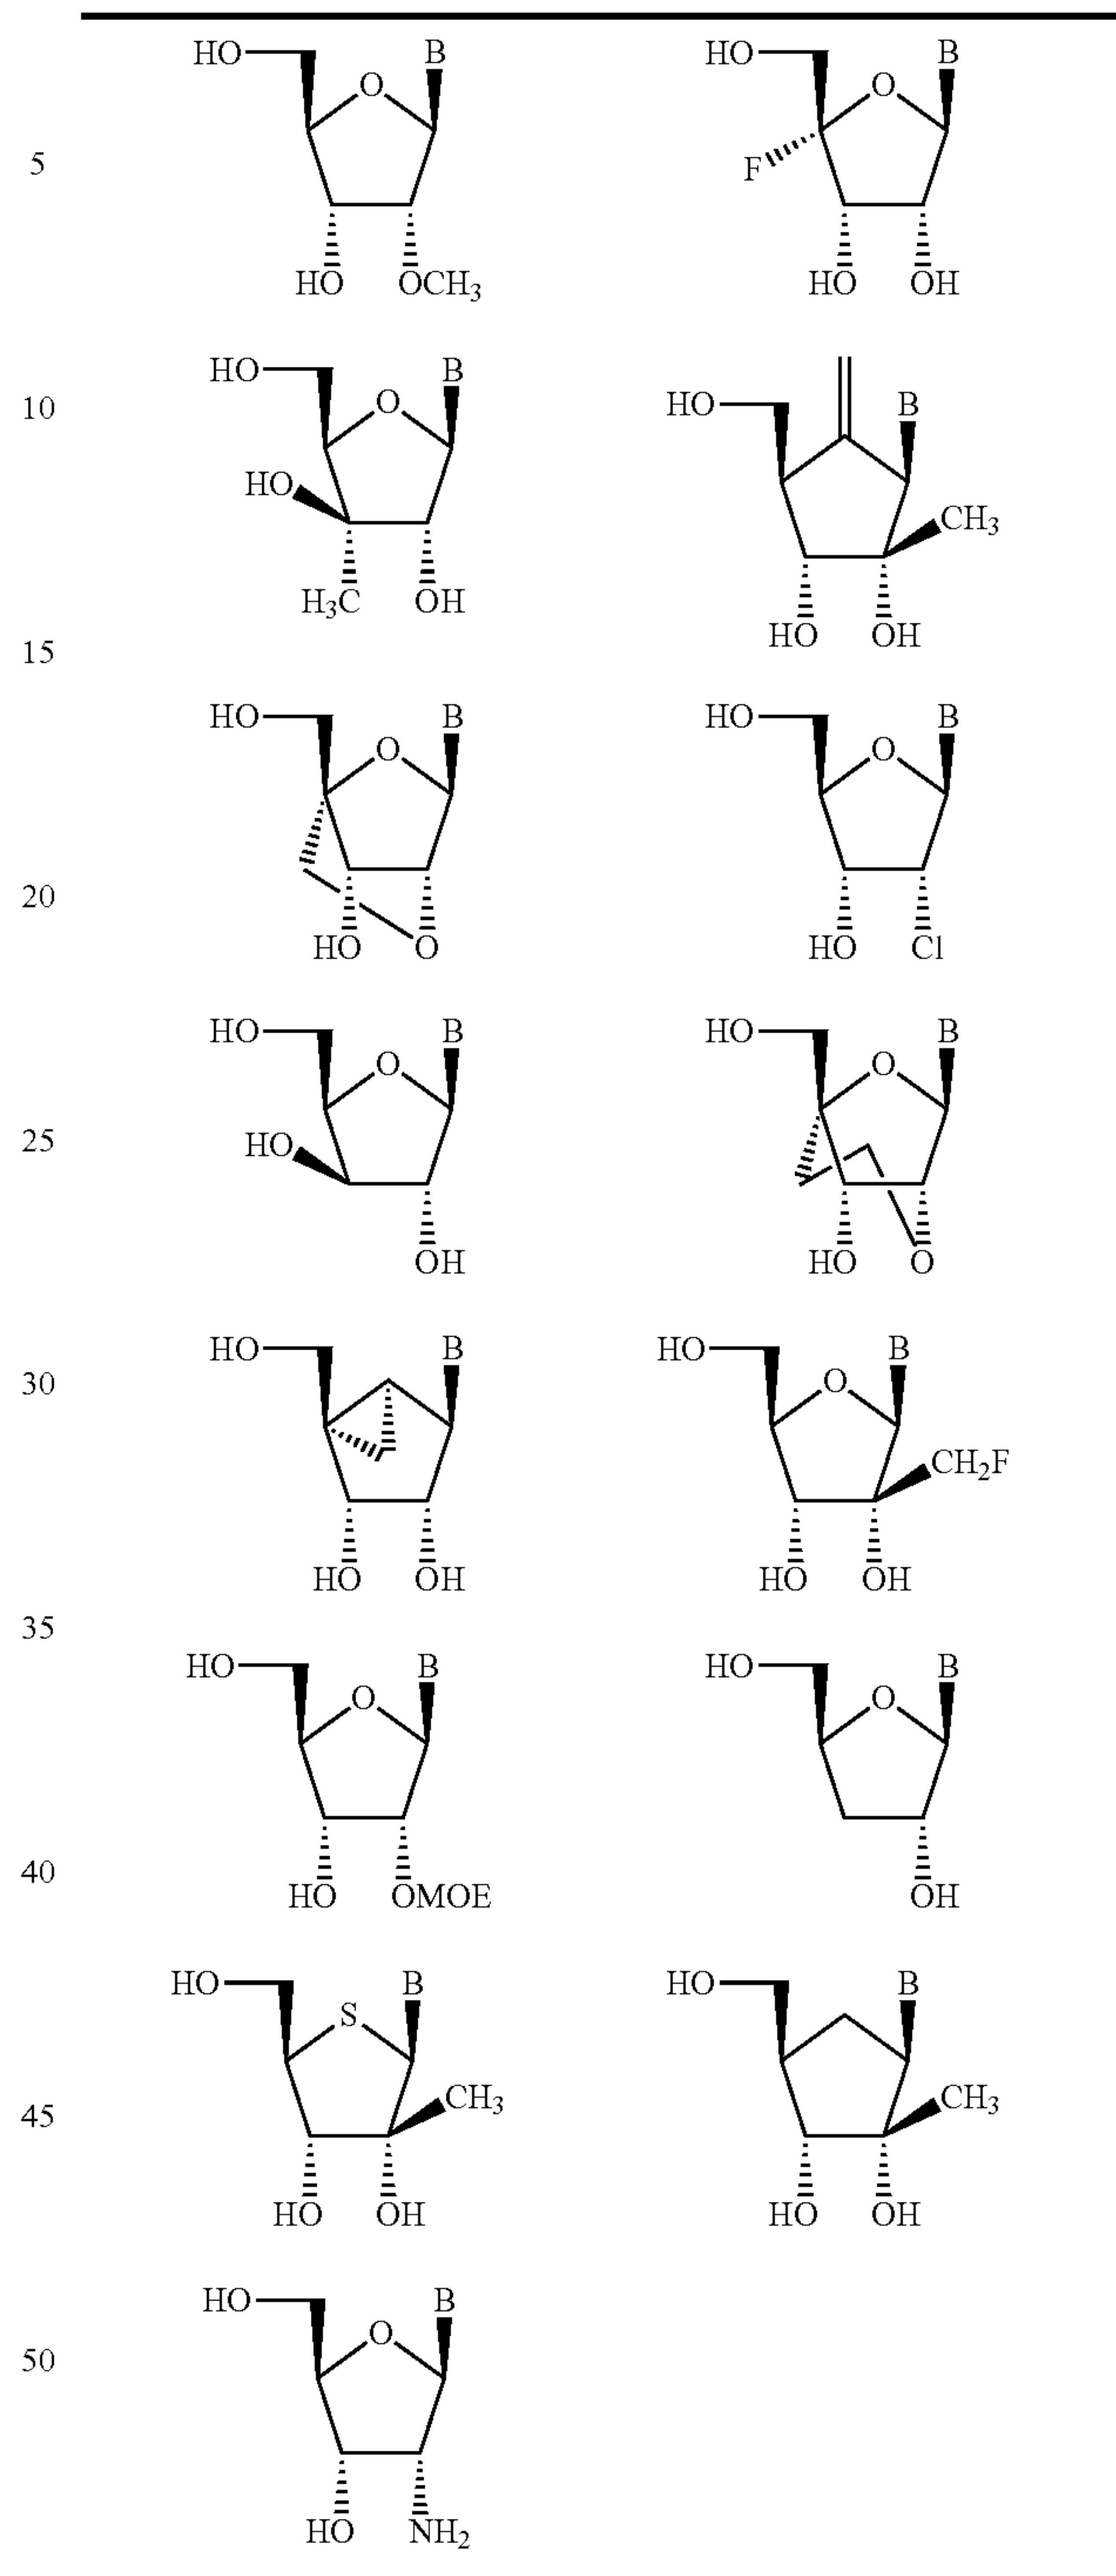 HO B HO B
O O
5 F
HO OCH3 HO OH
HO B
10 O HO B
HO CH3
H3C OH
15 HO OH
HO B HO B
O O
20
HO O HO Cl
HO B HO B
O O
25 HO
OH HO O
HO B HO B
30 O
CH2F
HO OH HO OH
35
HO B HO B
O O
40
HO OMOE OH
HO B HO B
S
45 CH3 CH3
HO OH HO OH
HO B
50 O
HO NH2